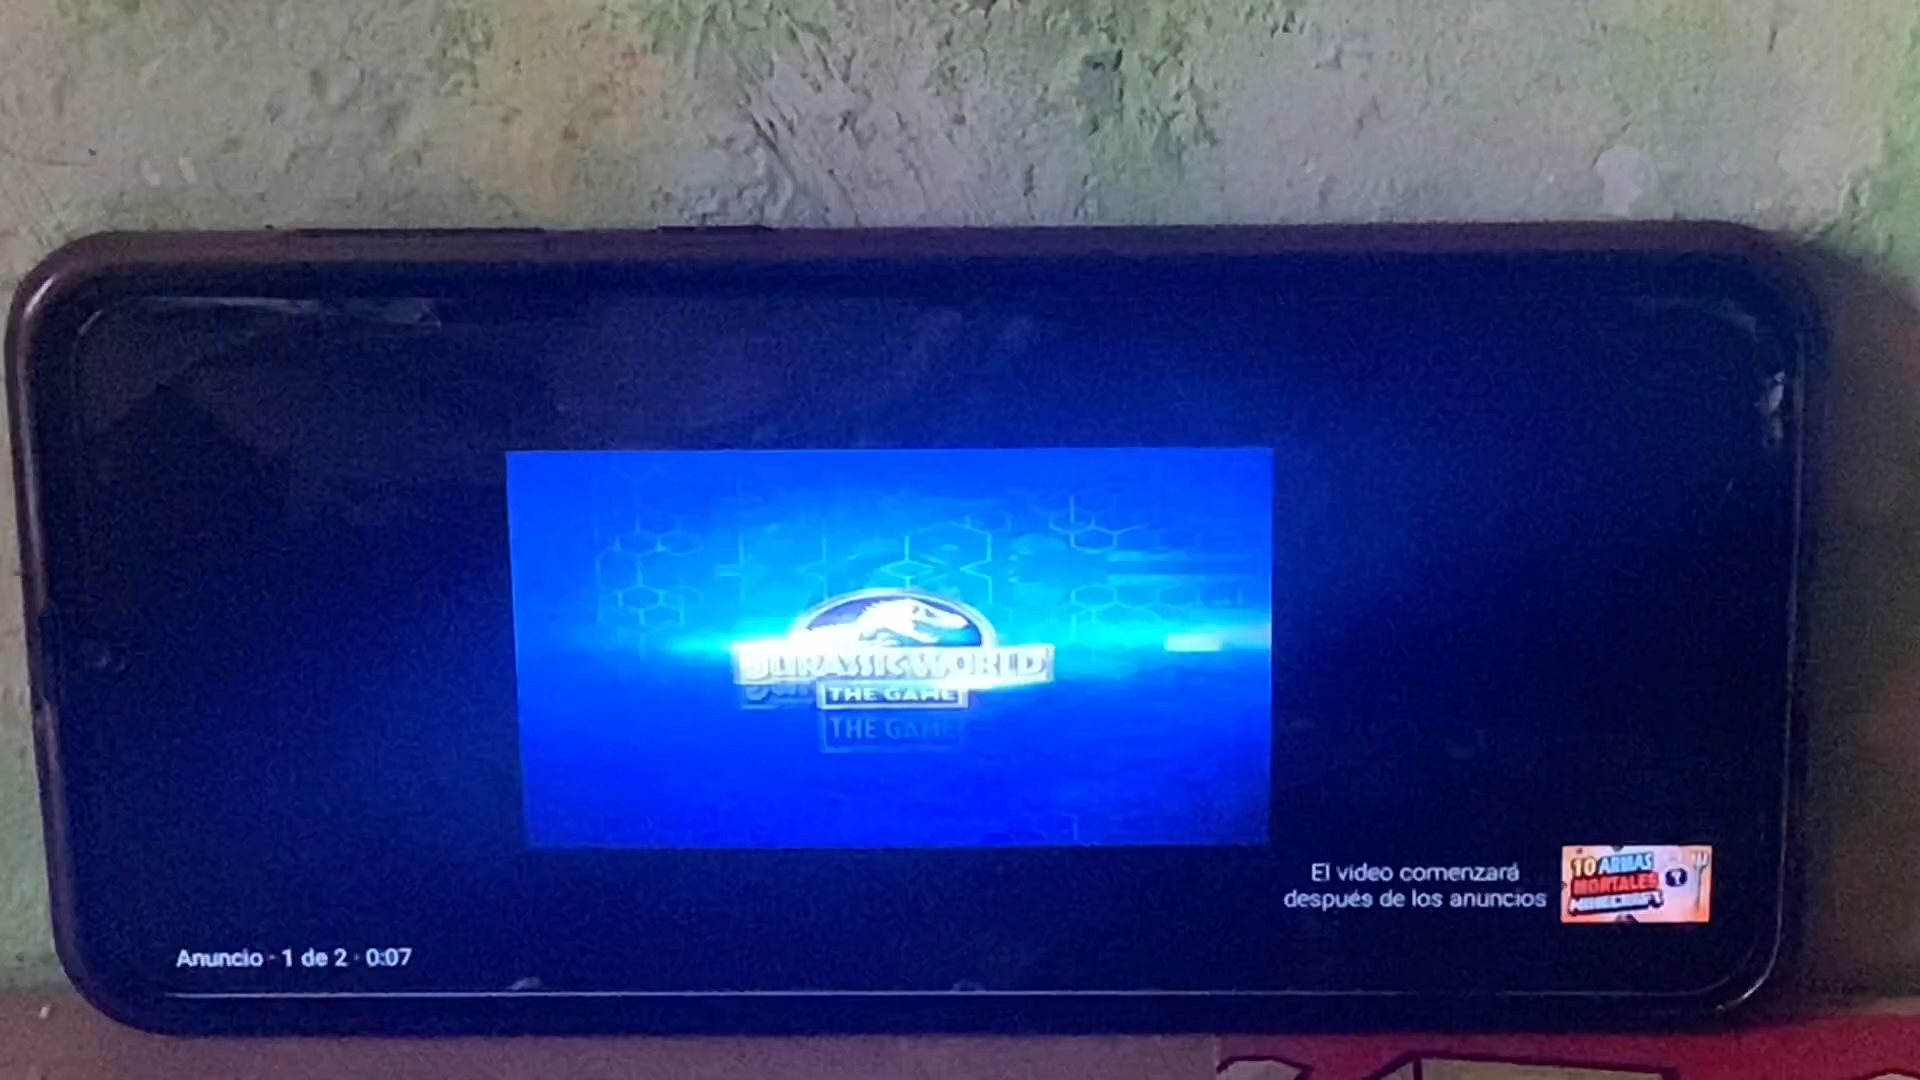 JURASSIC WORLD
THE GAME
THE GAME
El video comenzará
después de los anuncios
10 ARMAS
MORTALES
MINECRAFT
Anuncio · 1 de 2 · 0:07